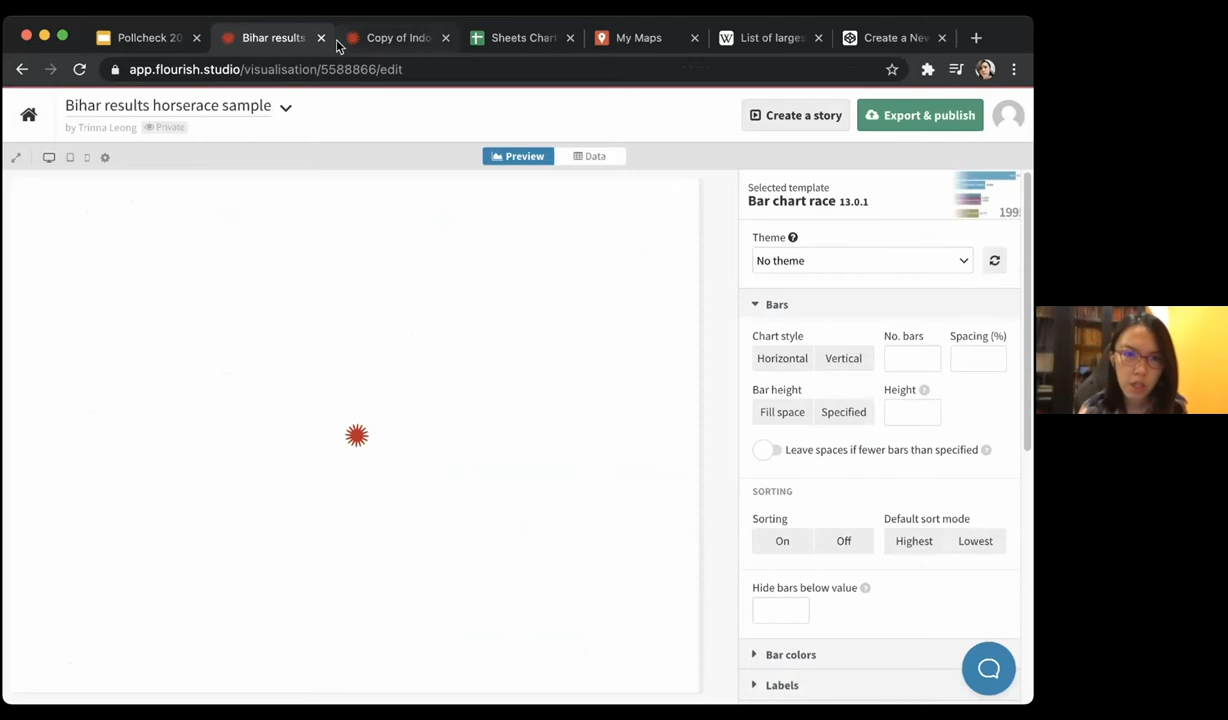 Pollcheck 20
Bihar results
Copy of Indo
Sheets Chart
My Maps
List of larges
Create a New
app.flourish.studio/visualisation/5588866/edit
Bihar results horserace sample
by Trinna Leong Private
Create a story
Export & publish
Preview
Data
Selected template
Bar chart race 13.0.1
Theme
No theme
Bars
Chart style
No. bars
Spacing (%)
Horizontal
Vertical
Bar height
Height
Fill space
Specified
Leave spaces if fewer bars than specified
SORTING
Sorting
Default sort mode
On
Off
Highest
Lowest
Hide bars below value
Bar colors
Labels